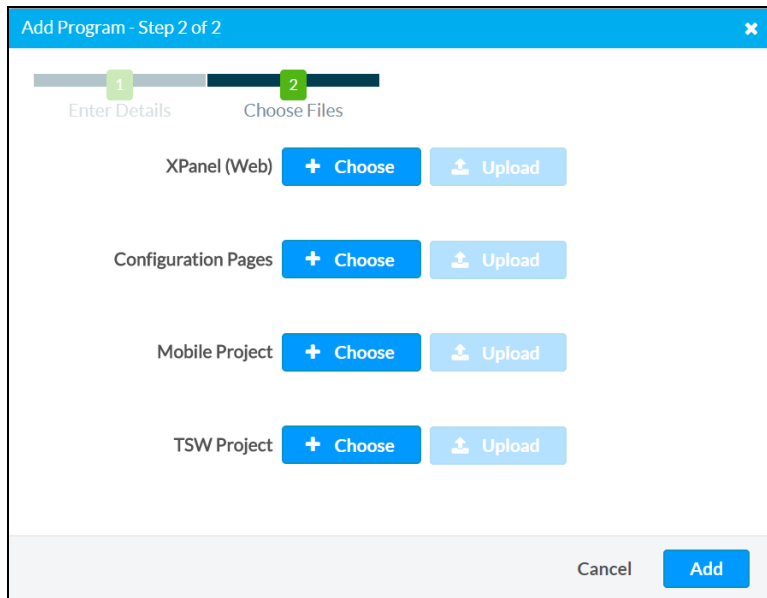 Add Program - Step 2 of 2
1 2
Enter Details Choose Files
XPanel (Web) Choose Upload
Configuration Pages Choose Upload
Mobile Project Choose Upload
TSW Project Choose Upload
Cancel Add